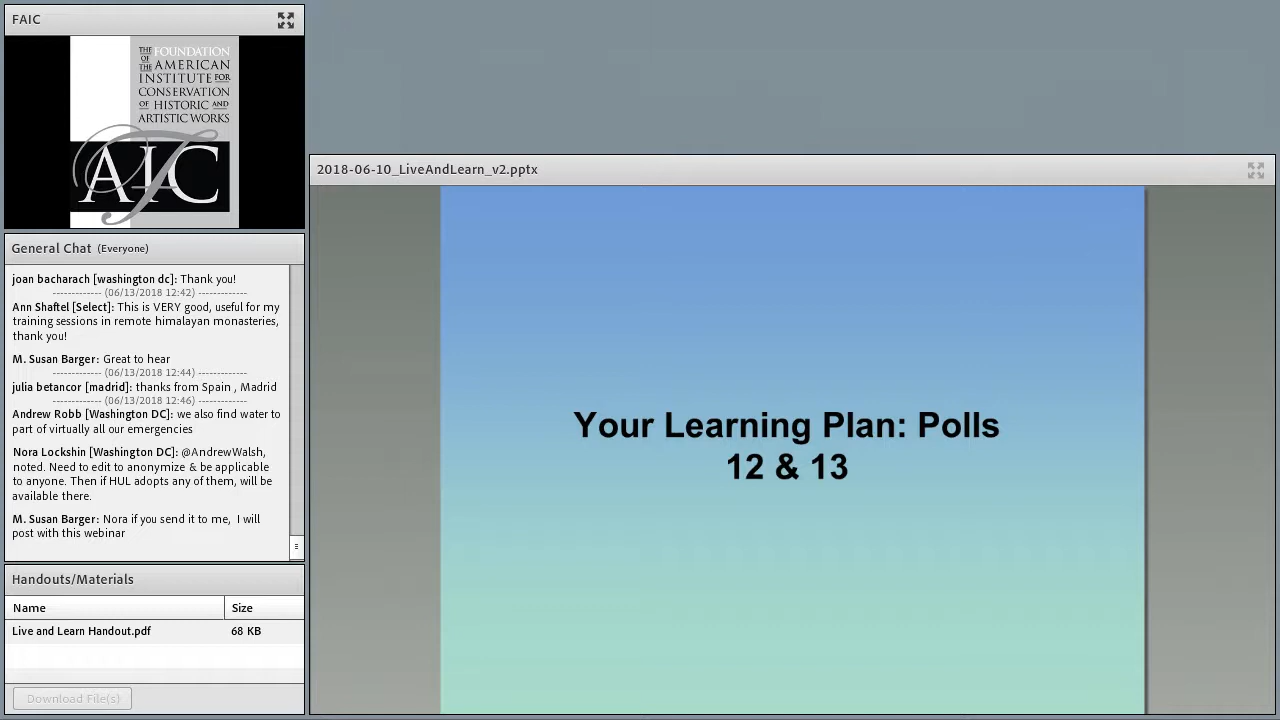 FAIC
THE FOUNDATION
OF THE AMERICAN
INSTITUTE FOR
CONSERVATION
OF HISTORIC AND
ARTISTIC WORKS
AIC
General Chat (Everyone)
joan bacharach [washington dc]: Thank you!
------------- (06/13/2018 12:42) -------------
Ann Shaftel [Select]: This is VERY good, useful for my
training sessions in remote himalayan monasteries,
thank you!
M. Susan Barger: Great to hear
------------- (06/13/2018 12:44) -------------
julia betancor [madrid]: thanks from Spain , Madrid
------------- (06/13/2018 12:46) -------------
Andrew Robb [Washington DC]: we also find water to
part of virtually all our emergencies
Nora Lockshin [Washington DC]: @AndrewWalsh,
noted. Need to edit to anonymize & be applicable
to anyone. Then if HUL adopts any of them, will be
available there.
M. Susan Barger: Nora if you send it to me,  I will
post with this webinar
Handouts/Materials
Name Size
Live and Learn Handout.pdf 68 KB
Download File(s)
2018-06-10_LiveAndLearn_v2.pptx
Your Learning Plan: Polls
12 & 13